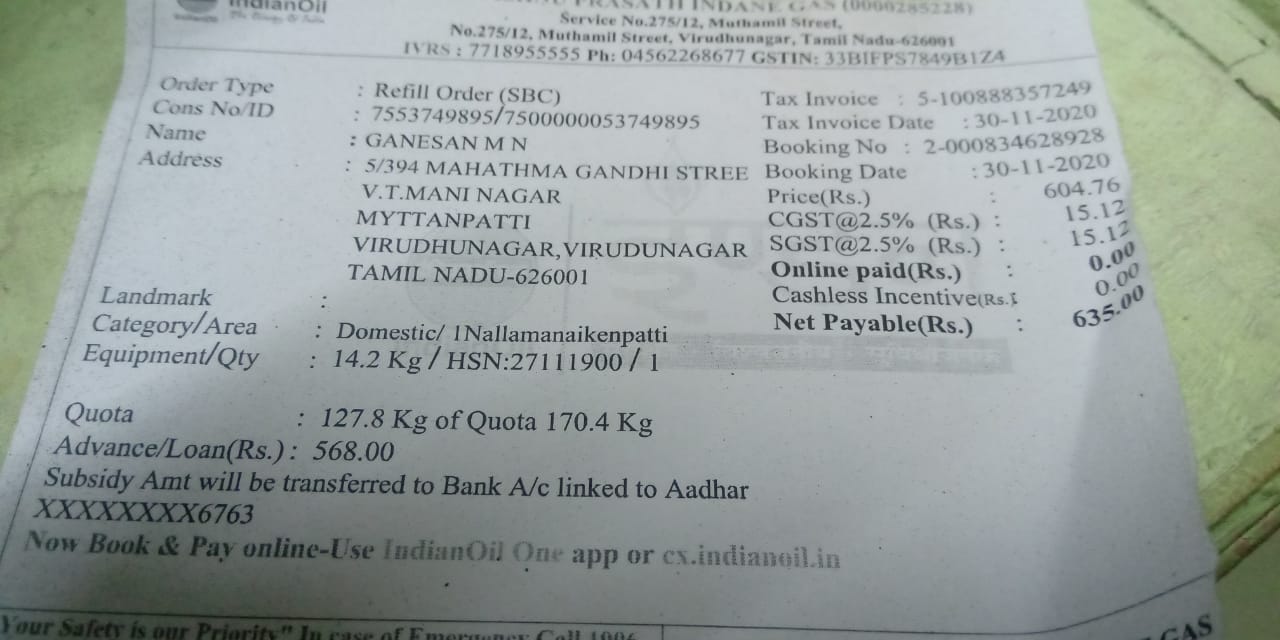 IndianOil
The Energy Of India
PRASATH INDANE GAS (0000285228)
Service No.275/12, Muthamil Street,
No.275/12, Muthamil Street, Virudhunagar, Tamil Nadu-626001
IVRS : 7718955555 Ph: 04562268677 GSTIN: 33BIFPS7849B1Z4
Order Type : Refill Order (SBC)
Cons No/ID : 7553749895/7500000053749895
Name : GANESAN M N
Address : 5/394 MAHATHMA GANDHI STREE
V.T.MANI NAGAR
MYTTANPATTI
VIRUDHUNAGAR,VIRUDUNAGAR
TAMIL NADU-626001
Landmark :
Category/Area : Domestic/ 1Nallamanaikenpatti
Equipment/Qty : 14.2 Kg / HSN:27111900 / 1
Tax Invoice : 5-100888357249
Tax Invoice Date : 30-11-2020
Booking No : 2-000834628928
Booking Date : 30-11-2020
Price(Rs.) : 604.76
CGST@2.5% (Rs.) : 15.12
SGST@2.5% (Rs.) : 15.12
Online paid(Rs.) : 0.00
Cashless Incentive(Rs.): 0.00
Net Payable(Rs.) : 635.00
Quota : 127.8 Kg of Quota 170.4 Kg
Advance/Loan(Rs.) : 568.00
Subsidy Amt will be transferred to Bank A/c linked to Aadhar
XXXXXXXX6763
Now Book & Pay online-Use IndianOil One app or cx.indianoil.in
Your Safety is our Priority" In case of Emergency Call 1906
GAS